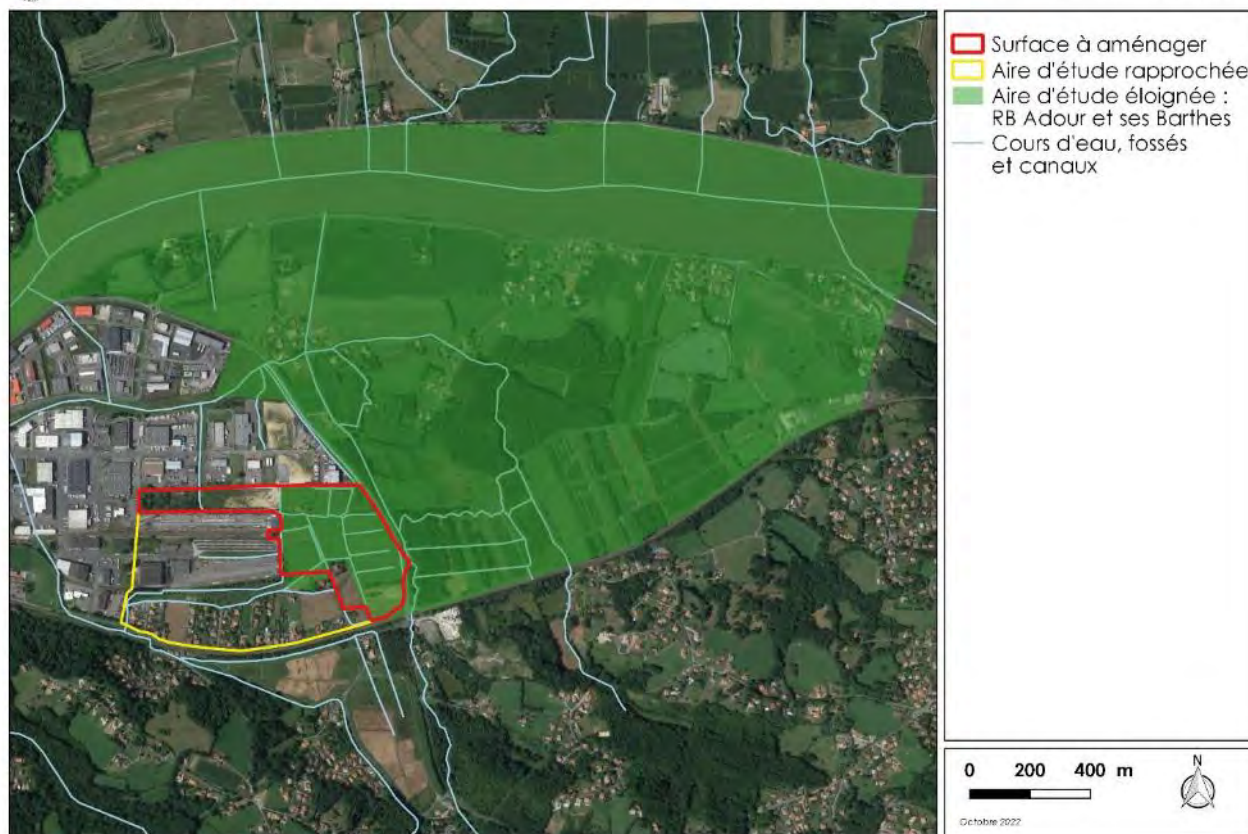 Surface à aménager
Aire d'étude rapprochée
Aire d'étude éloignée :
RB Adour et ses Barthes
Cours d'eau, fossés
et canaux
0 200 400 m
N
Octobre 2022